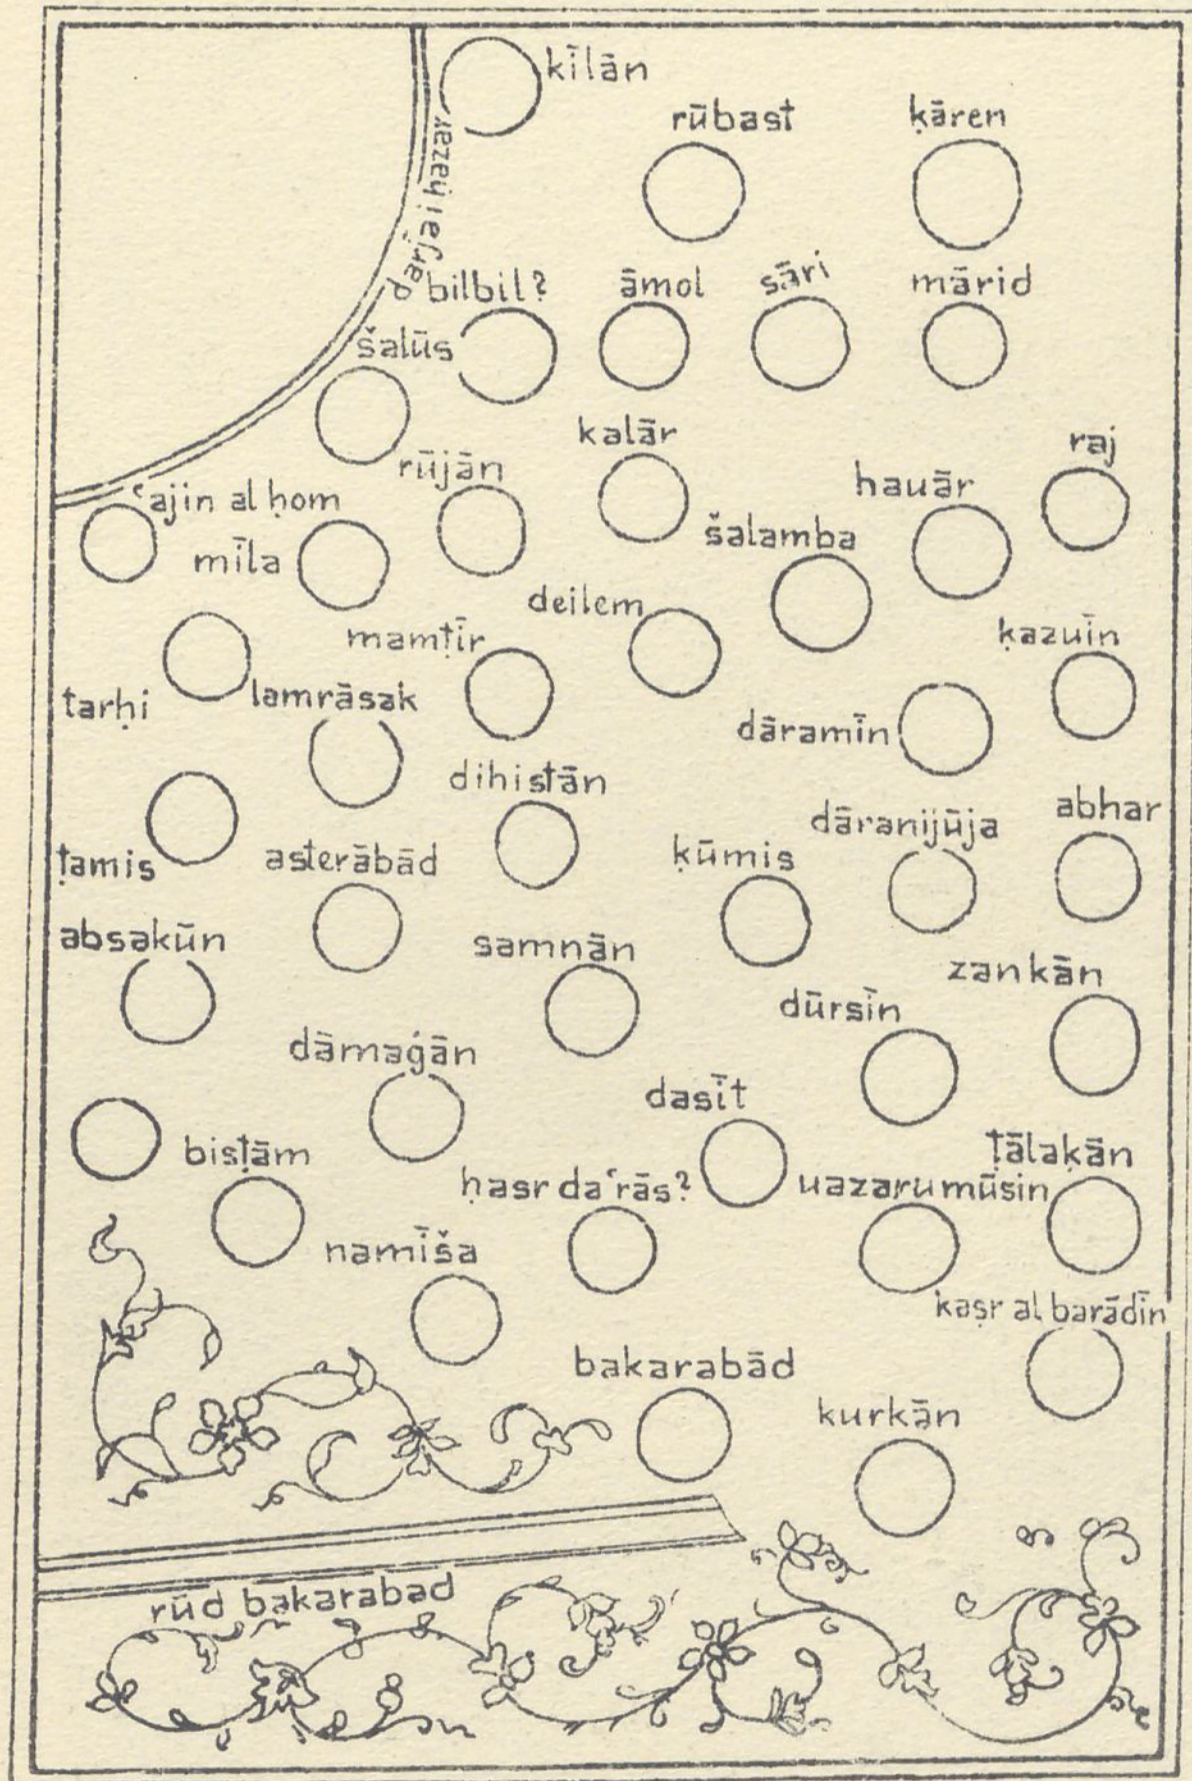 kīlān
rūbast
ḳāren
darjā i ḥazar
bilbil?
āmol
sāri
mārid
šalūs
kalār
raj
rūjān
hauār
ʿajin al ḥom
šalamba
mīla
deilem
mamṭīr
ḳazuīn
tarḥi
lamrāsak
dāramīn
dihistān
abhar
dāranijūja
ṭamis
asterābād
ḳūmis
absakūn
samnān
zankān
dūrsīn
dāmaġān
dasīt
bisṭām
ṭālaḳān
ḥasr daʿrās?
uazarumūsin
namīša
kaṣr al barādīn
bakarabād
kurkān
rūd bakarabad